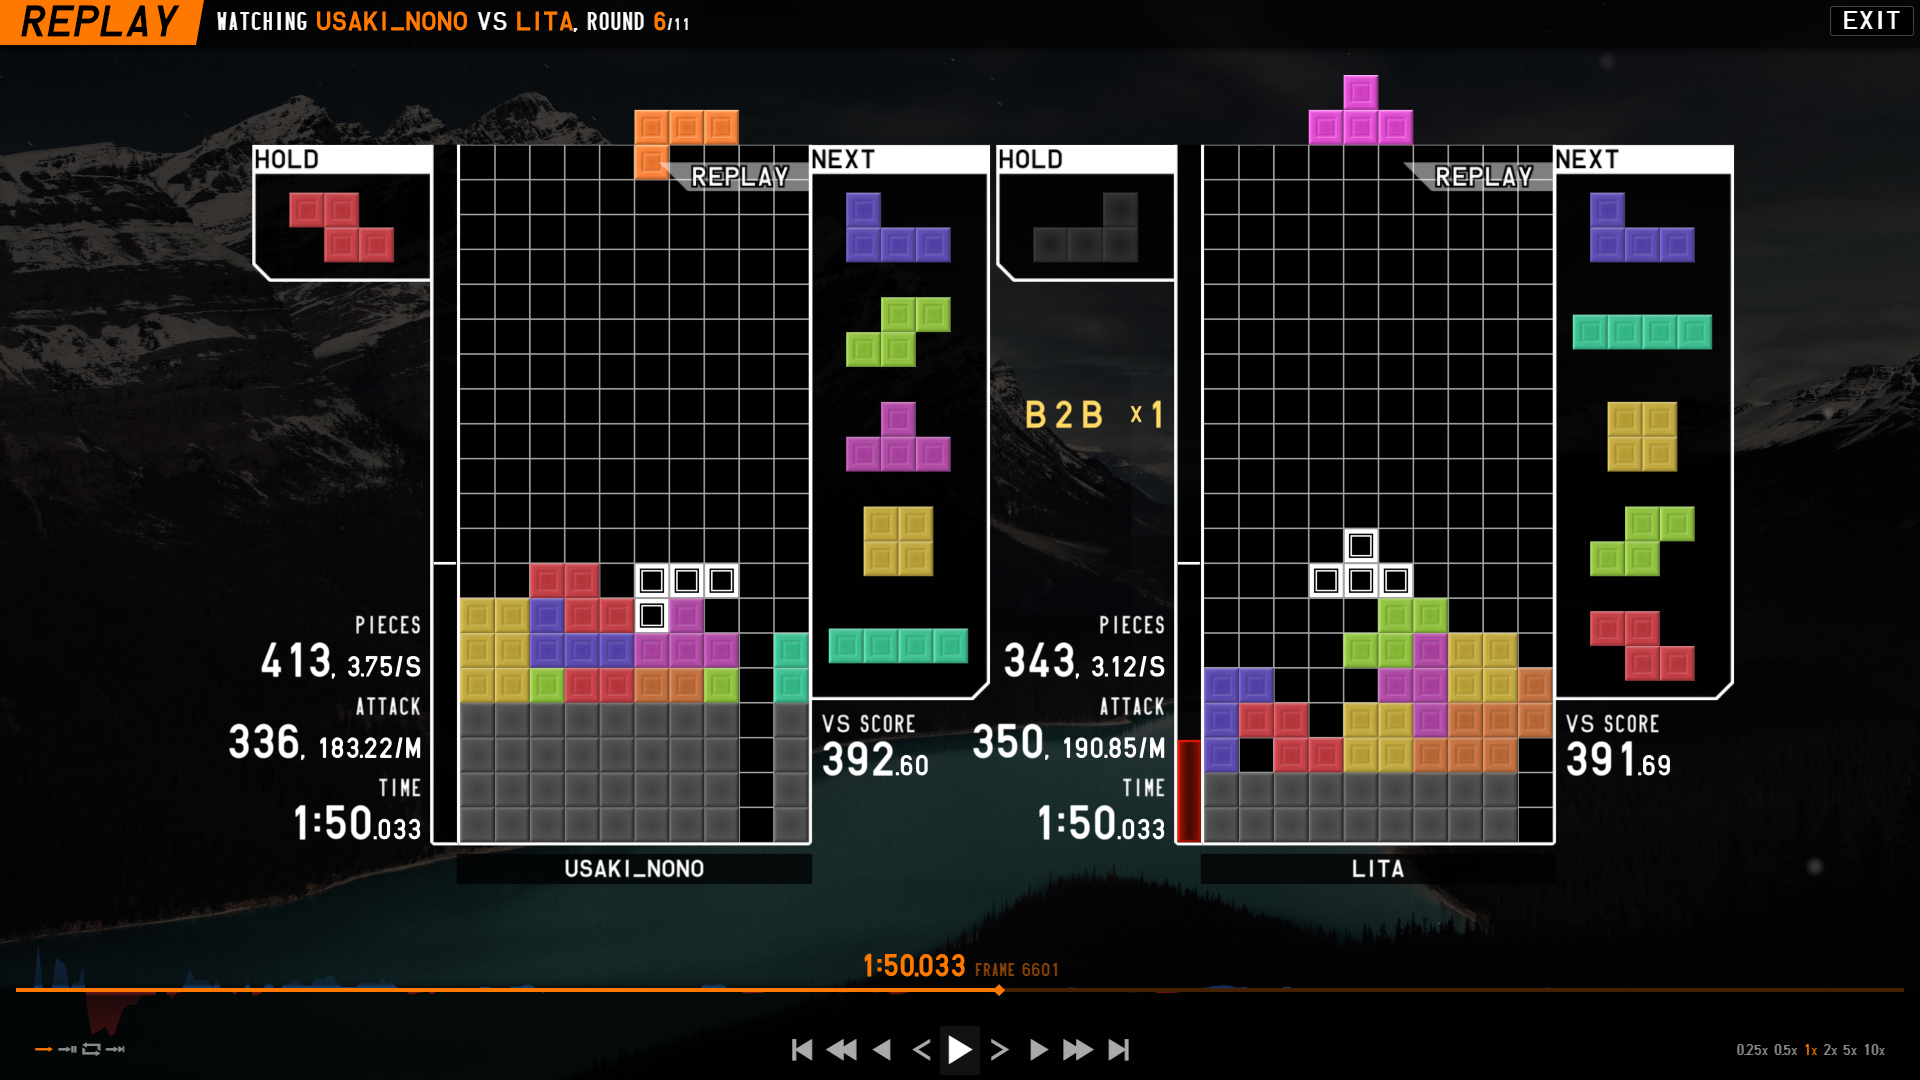 REPLAY
WATCHING USAKI_NONO VS LITA, ROUND 6/11
EXIT
HOLD
REPLAY
NEXT
PIECES
413, 3.75/S
ATTACK
336, 183.22/M
TIME
1:50.033
VS SCORE
392.60
USAKI_NONO
HOLD
REPLAY
NEXT
B2B x1
PIECES
343, 3.12/S
ATTACK
350, 190.85/M
TIME
1:50.033
VS SCORE
391.69
LITA
1:50.033 FRAME 6601
0.25x 0.5x 1x 2x 5x 10x